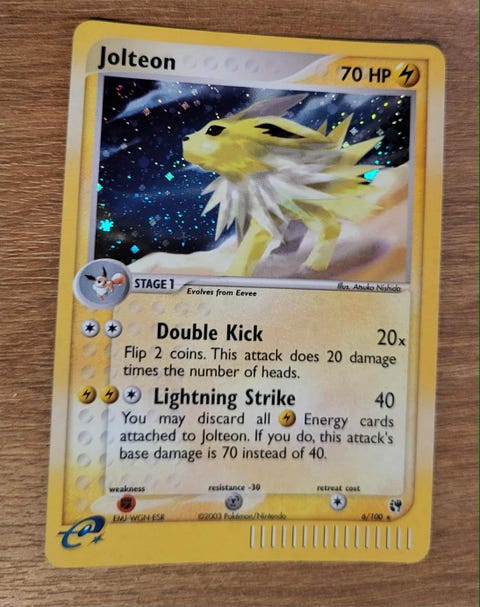 Jolteon
70 HP
STAGE 1
Evolves from Eevee
Illus. Atsuko Nishida
Double Kick 20x
Flip 2 coins. This attack does 20 damage
times the number of heads.
Lightning Strike 40
You may discard all Energy cards
attached to Jolteon. If you do, this attack's
base damage is 70 instead of 40.
weakness resistance -30 retreat cost
EMJ-WGN-ESR ©2003 Pokémon/Nintendo 6/100 ★
e